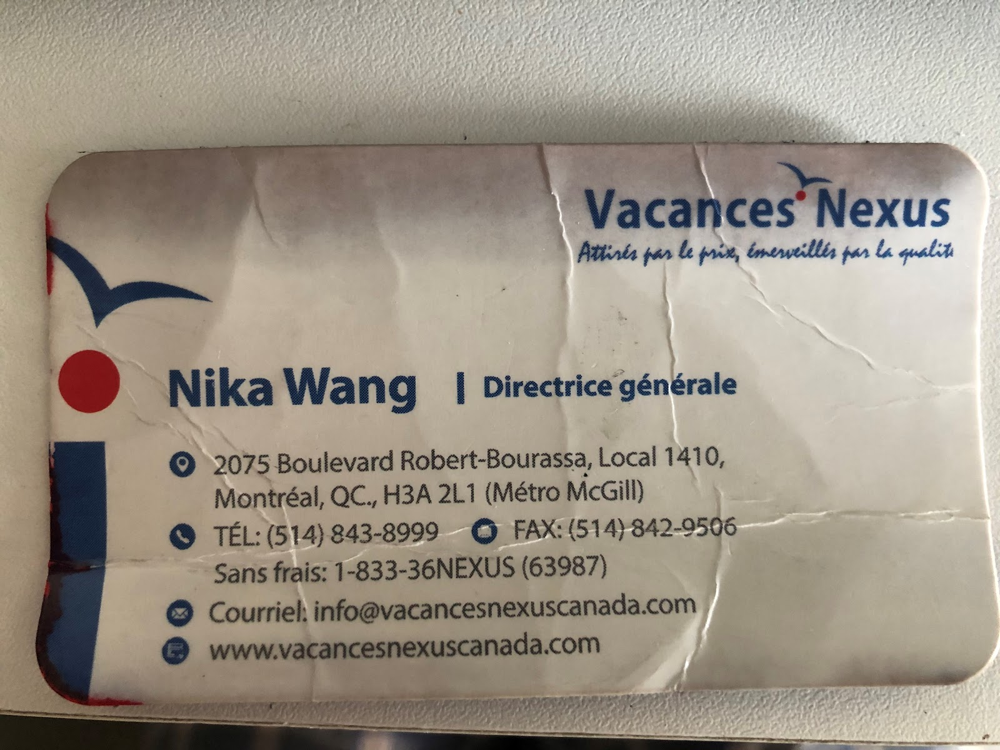 Vacances Nexus
Attirés par le prix, émerveillés par la qualité
Nika Wang | Directrice générale
2075 Boulevard Robert-Bourassa, Local 1410,
Montréal, QC., H3A 2L1 (Métro McGill)
TÉL: (514) 843-8999 FAX: (514) 842-9506
Sans frais: 1-833-36NEXUS (63987)
Courriel: info@vacancesnexuscanada.com
www.vacancesnexuscanada.com